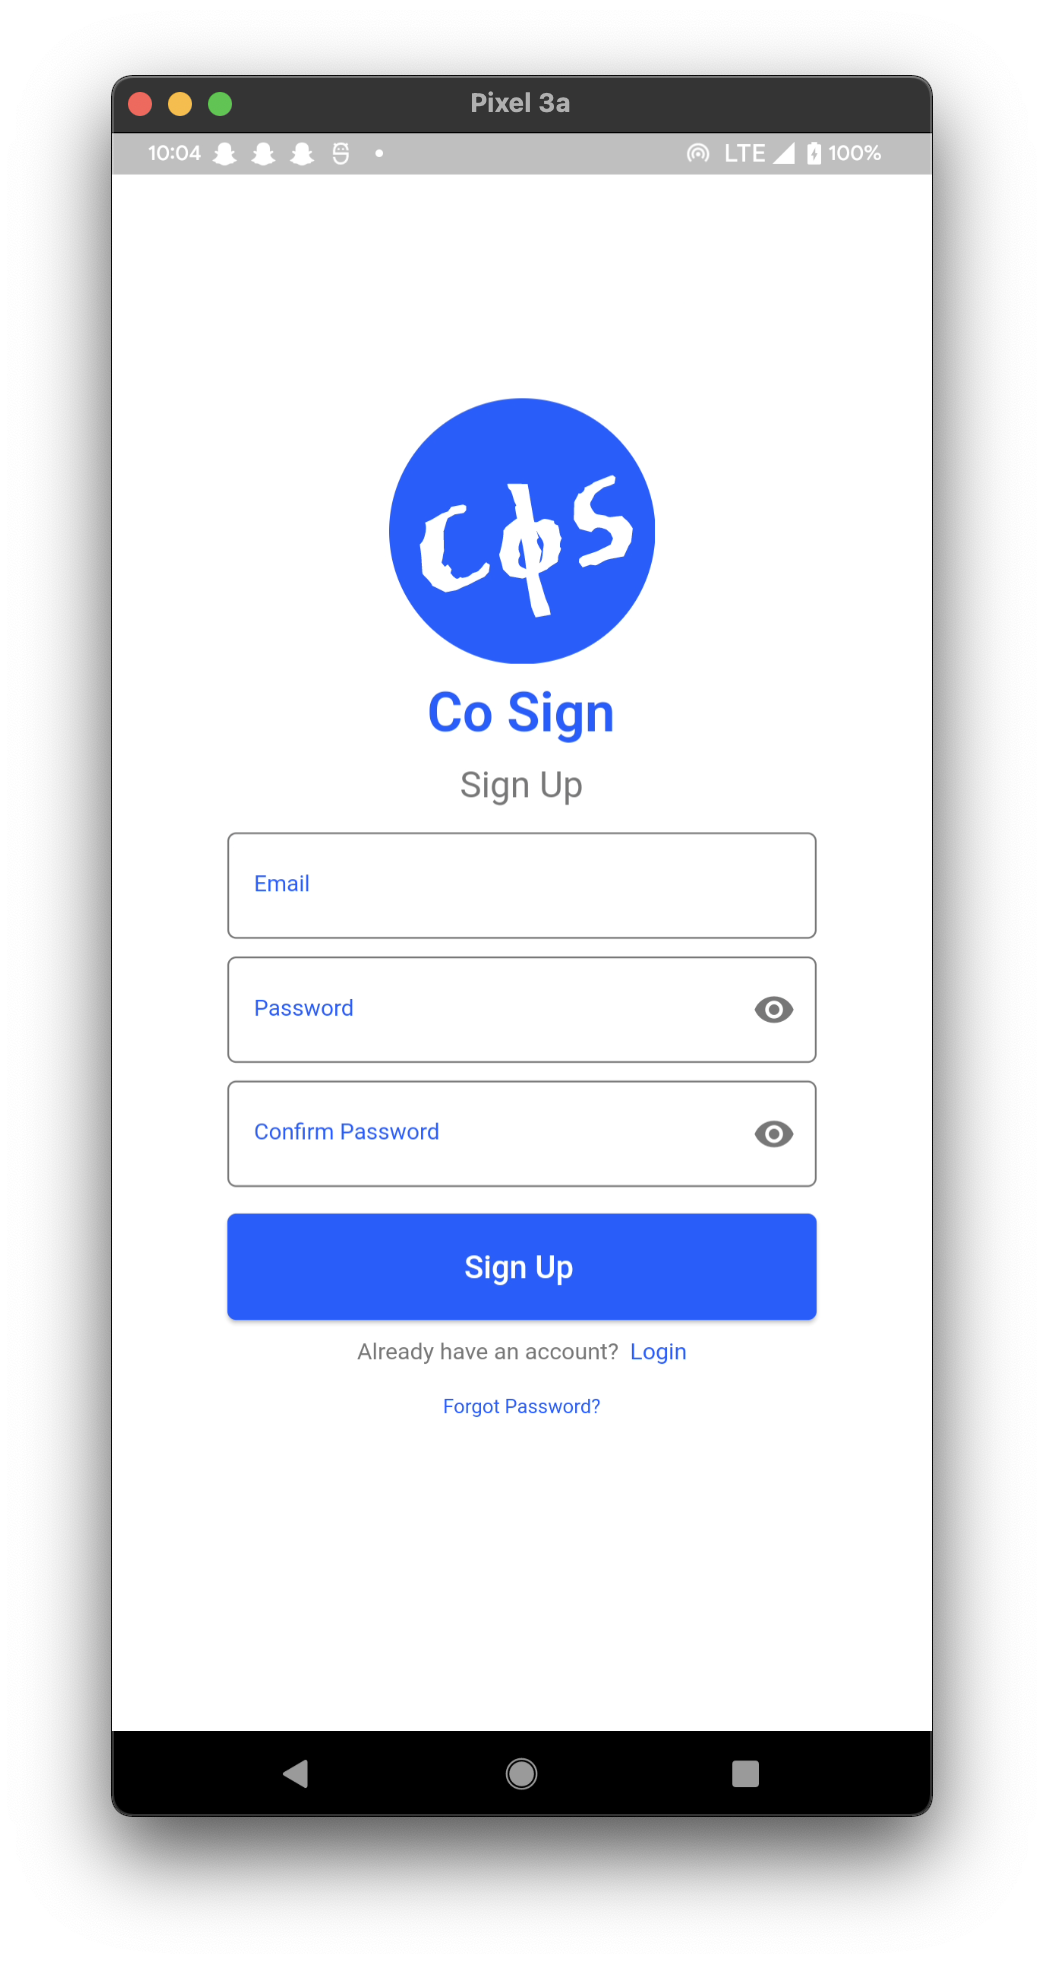 Pixel 3a
10:04 LTE 100%
CoS
Co Sign
Sign Up
Email
Password
Confirm Password
Sign Up
Already have an account? Login
Forgot Password?